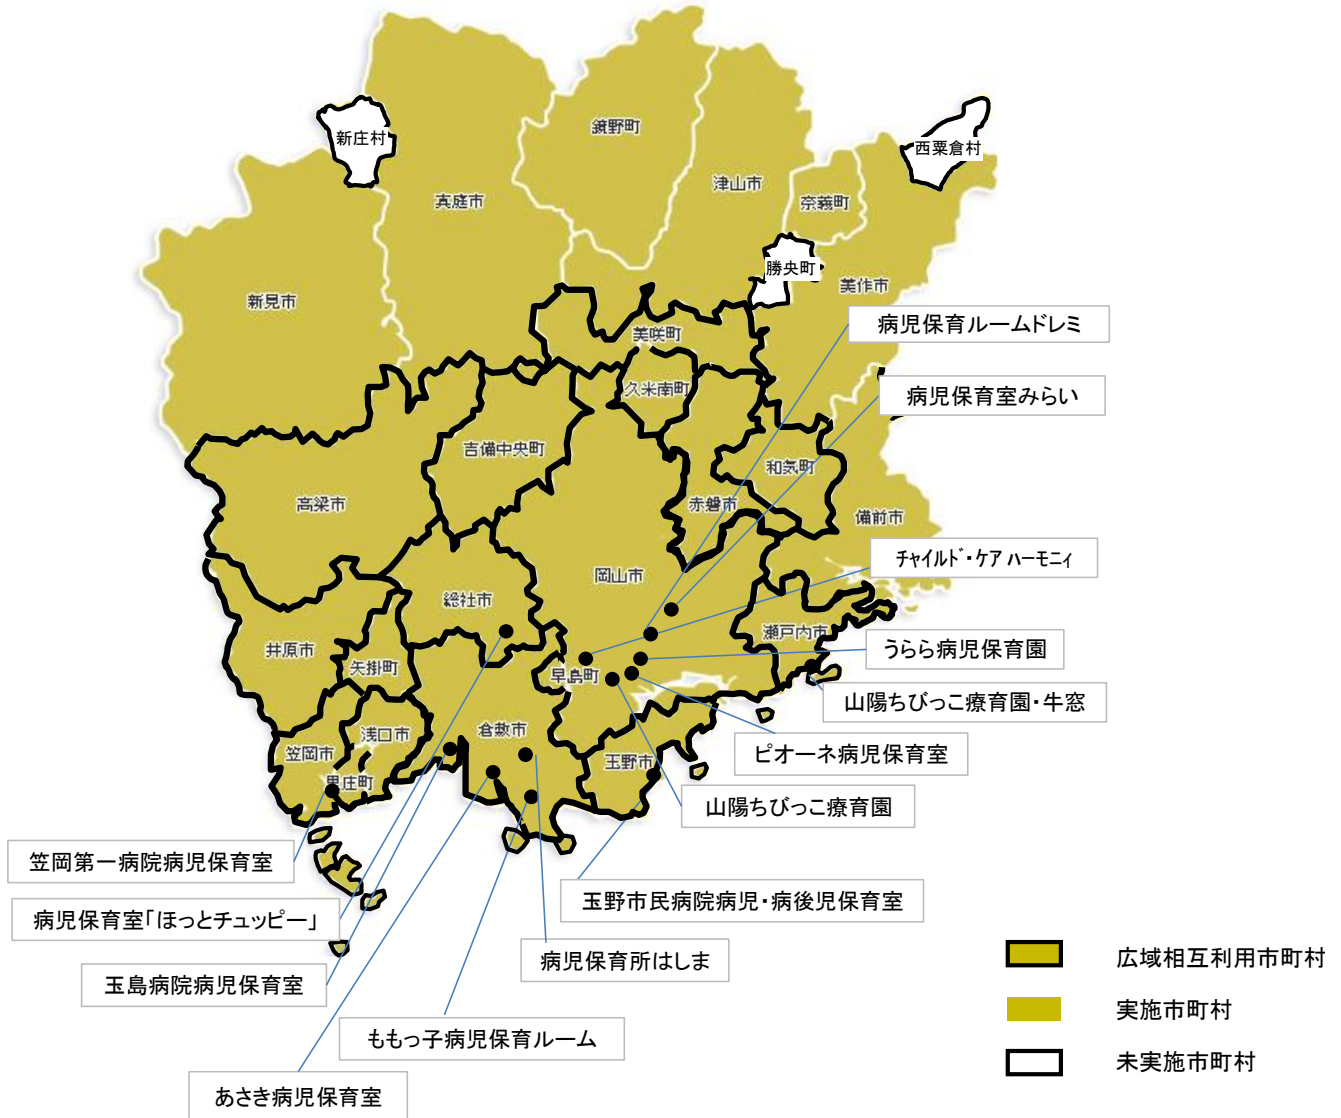 鏡野町
新庄村
西粟倉村
津山市
真庭市
奈義町
勝央町
美作市
新見市
病児保育ルームドレミ
美咲町
久米南町
病児保育室みらい
吉備中央町
和気町
高梁市
赤磐市
備前市
チャイルド・ケア ハーモニィ
岡山市
総社市
瀬戸内市
うらら病児保育園
井原市
矢掛町
早島町
山陽ちびっこ療育園・牛窓
倉敷市
浅口市
笠岡市
ピオーネ病児保育室
玉野市
里庄町
山陽ちびっこ療育園
笠岡第一病院病児保育室
玉野市民病院病児・病後児保育室
病児保育室「ほっとチュッピー」
病児保育所はしま
広域相互利用市町村
玉島病院病児保育室
実施市町村
ももっ子病児保育ルーム
未実施市町村
あさき病児保育室